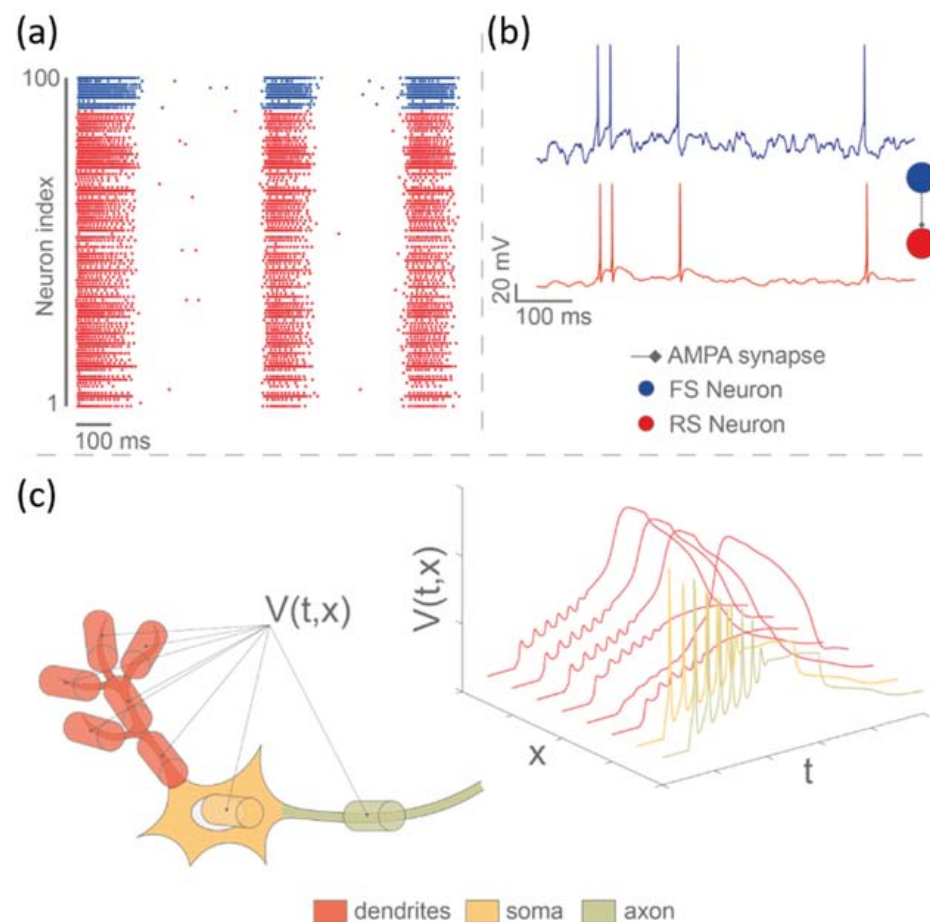 (a)
100
Neuron index
1
100 ms
(b)
20 mV
100 ms
AMPA synapse
FS Neuron
RS Neuron
(c)
V(t,x)
V(t,x)
x
t
dendrites
soma
axon